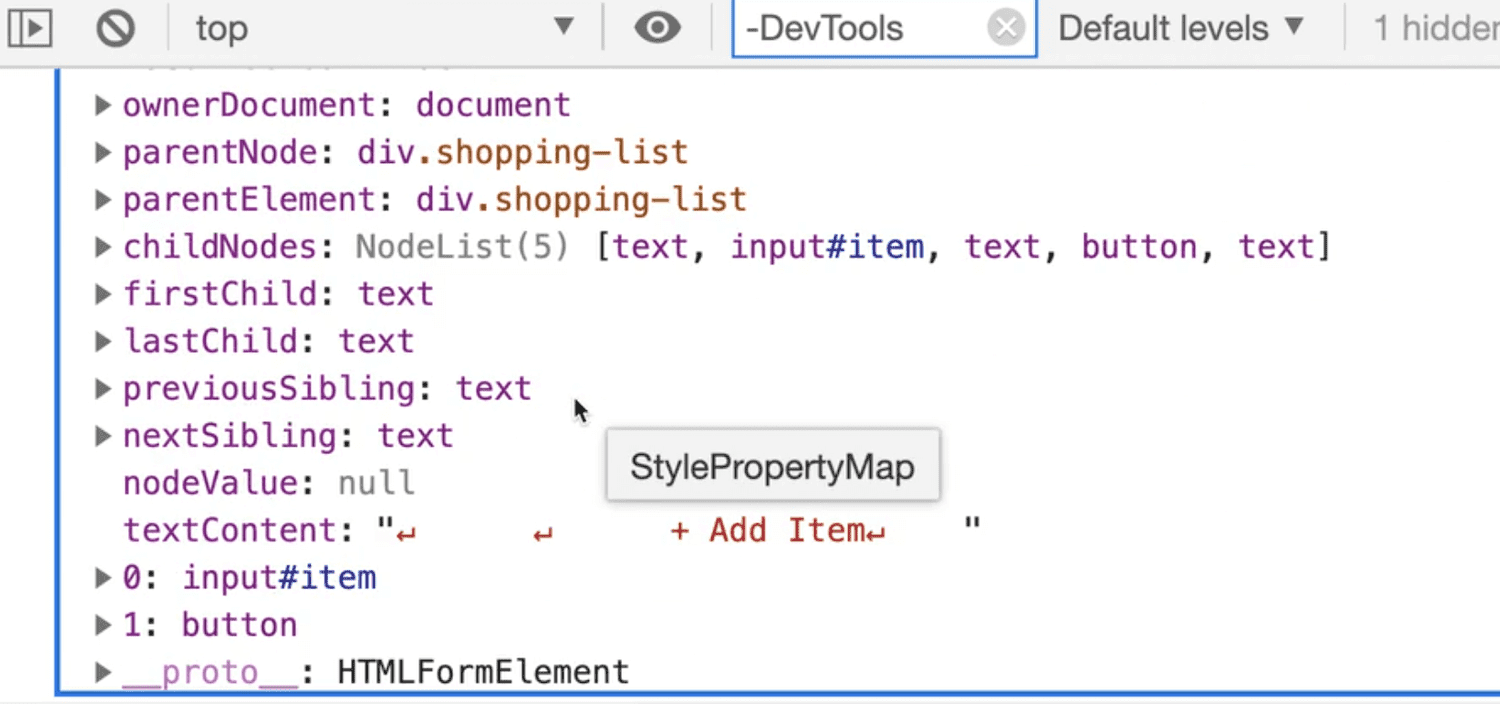 top -DevTools Default levels 1 hidden
ownerDocument: document
parentNode: div.shopping-list
parentElement: div.shopping-list
childNodes: NodeList(5) [text, input#item, text, button, text]
firstChild: text
lastChild: text
previousSibling: text
nextSibling: text
StylePropertyMap
nodeValue: null
textContent: "↵ ↵ + Add Item↵ "
0: input#item
1: button
__proto__: HTMLFormElement